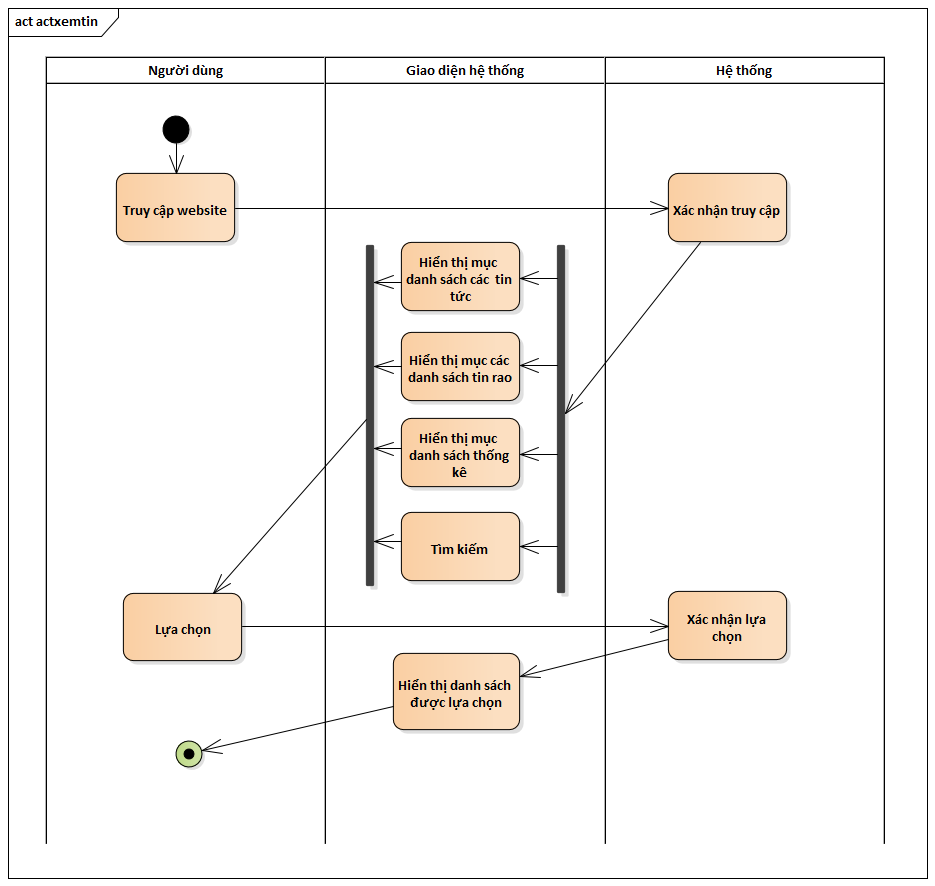 act actxemtin
Người dùng
Giao diện hệ thống
Hệ thống
Truy cập website
Xác nhận truy cập
Hiển thị mục
danh sách các tin
tức
Hiển thị mục các
danh sách tin rao
Hiển thị mục
danh sách thống
kê
Tìm kiếm
Lựa chọn
Xác nhận lựa
chọn
Hiển thị danh sách
được lựa chọn